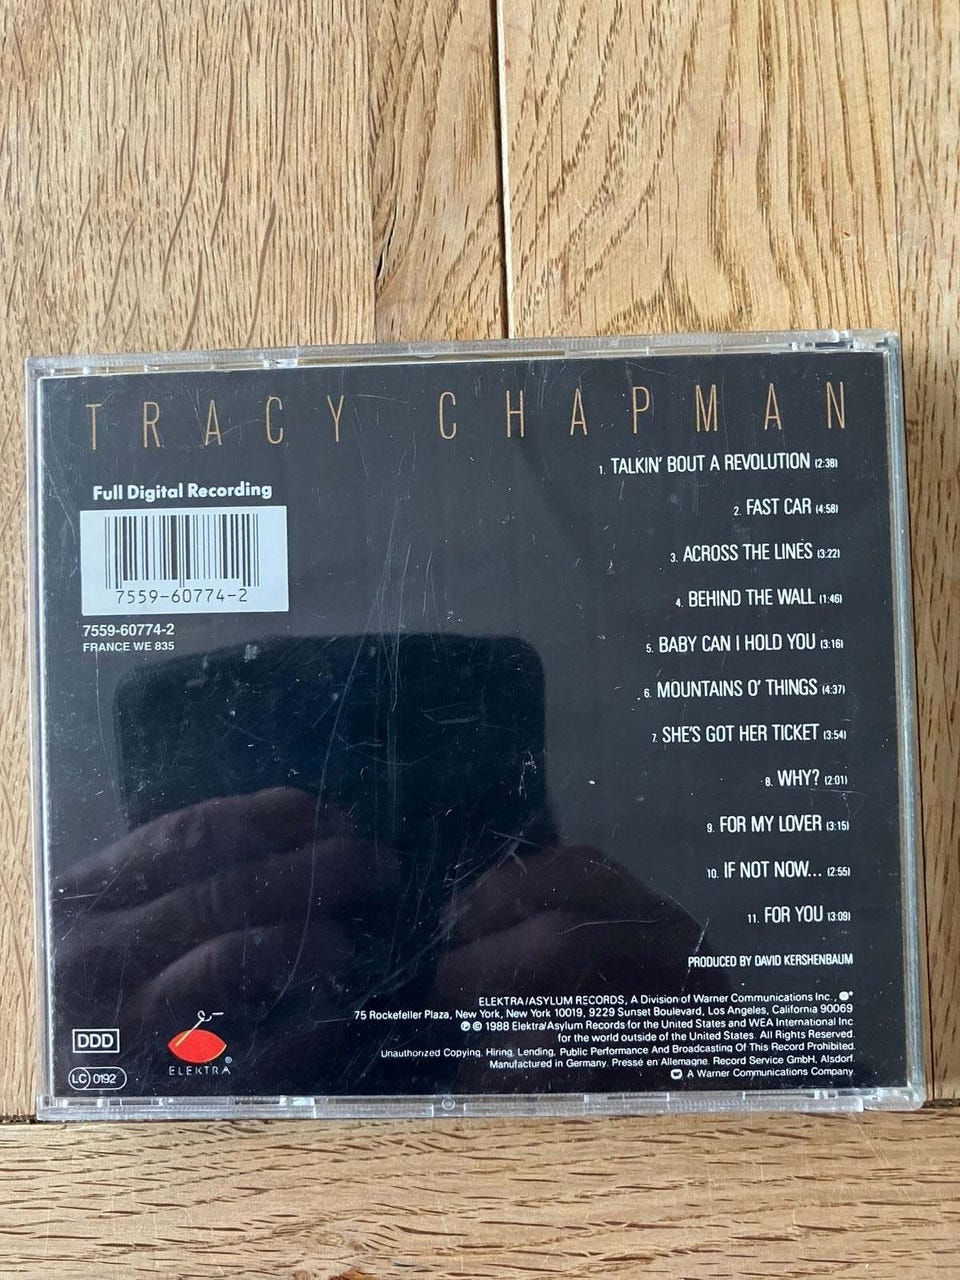 TRACY CHAPMAN
Full Digital Recording
7559-60774-2
7559-60774-2
FRANCE WE 835
1. TALKIN' BOUT A REVOLUTION (2:38)
2. FAST CAR (4:58)
3. ACROSS THE LINES (3:22)
4. BEHIND THE WALL (1:46)
5. BABY CAN I HOLD YOU (3:16)
6. MOUNTAINS O' THINGS (4:37)
7. SHE'S GOT HER TICKET (3:54)
8. WHY? (2:01)
9. FOR MY LOVER (3:15)
10. IF NOT NOW... (2:55)
11. FOR YOU (3:09)
PRODUCED BY DAVID KERSHENBAUM
ELEKTRA/ASYLUM RECORDS, A Division of Warner Communications Inc.,
75 Rockefeller Plaza, New York, New York 10019, 9229 Sunset Boulevard, Los Angeles, California 90069
℗ © 1988 Elektra/Asylum Records for the United States and WEA International Inc.
for the world outside of the United States. All Rights Reserved.
Unauthorized Copying, Hiring, Lending, Public Performance And Broadcasting Of This Record Prohibited.
Manufactured in Germany. Pressé en Allemagne. Record Service GmbH, Alsdorf.
A Warner Communications Company.
DDD
LC 0192
ELEKTRA®